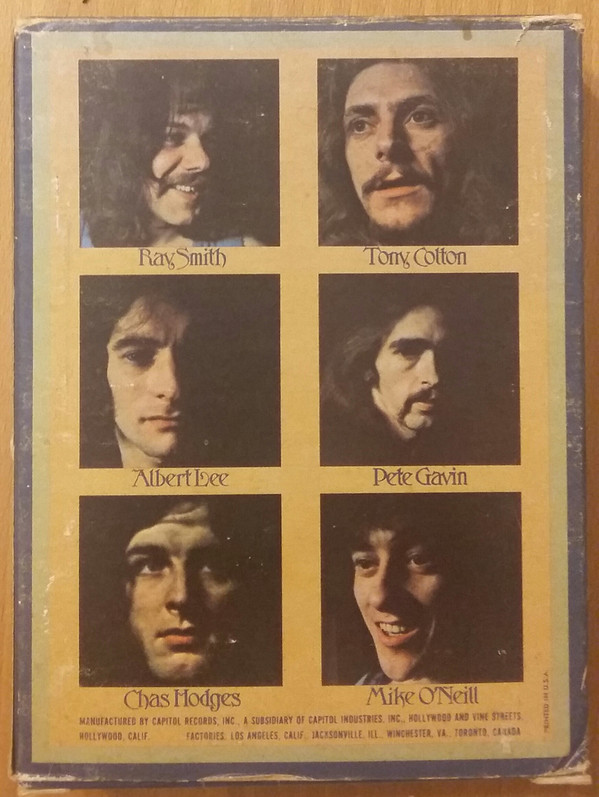 Ray Smith
Tony Colton
Albert Lee
Pete Gavin
Chas Hodges
Mike O'Neill
MANUFACTURED BY CAPITOL RECORDS, INC., A SUBSIDIARY OF CAPITOL INDUSTRIES, INC., HOLLYWOOD AND VINE STREETS,
HOLLYWOOD, CALIF. FACTORIES, LOS ANGELES, CALIF., JACKSONVILLE, ILL., WINCHESTER, VA., TORONTO, CANADA
PRINTED IN U.S.A.